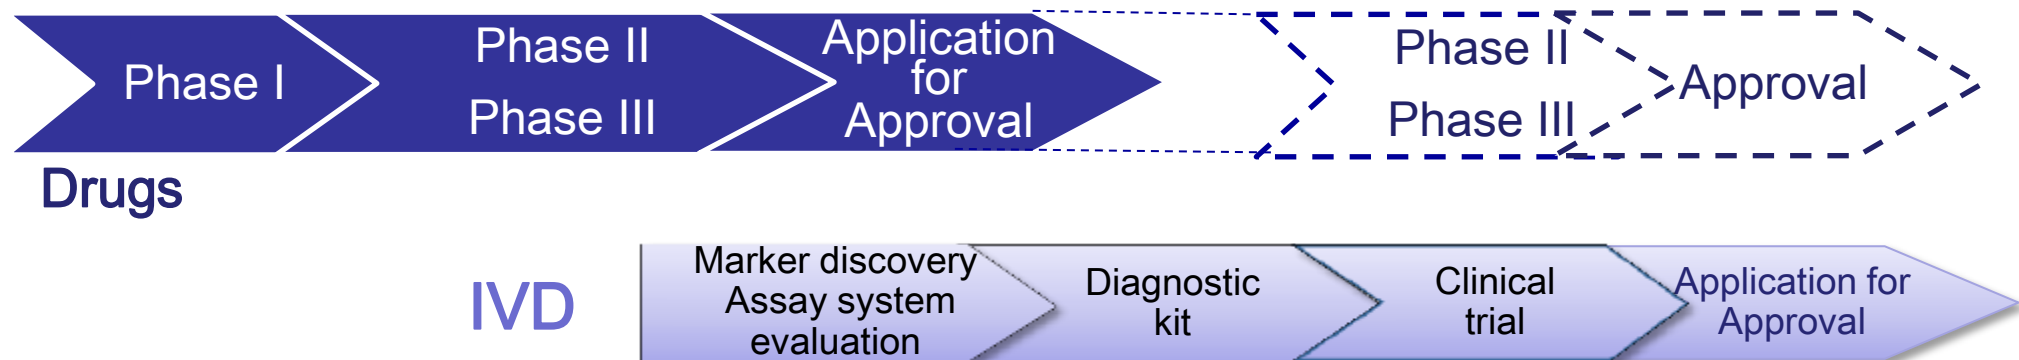 Phase I
Phase II
Phase III
Application
for
Approval
Phase II
Phase III
Approval
Drugs
IVD
Marker discovery
Assay system
evaluation
Diagnostic
kit
Clinical
trial
Application for
Approval